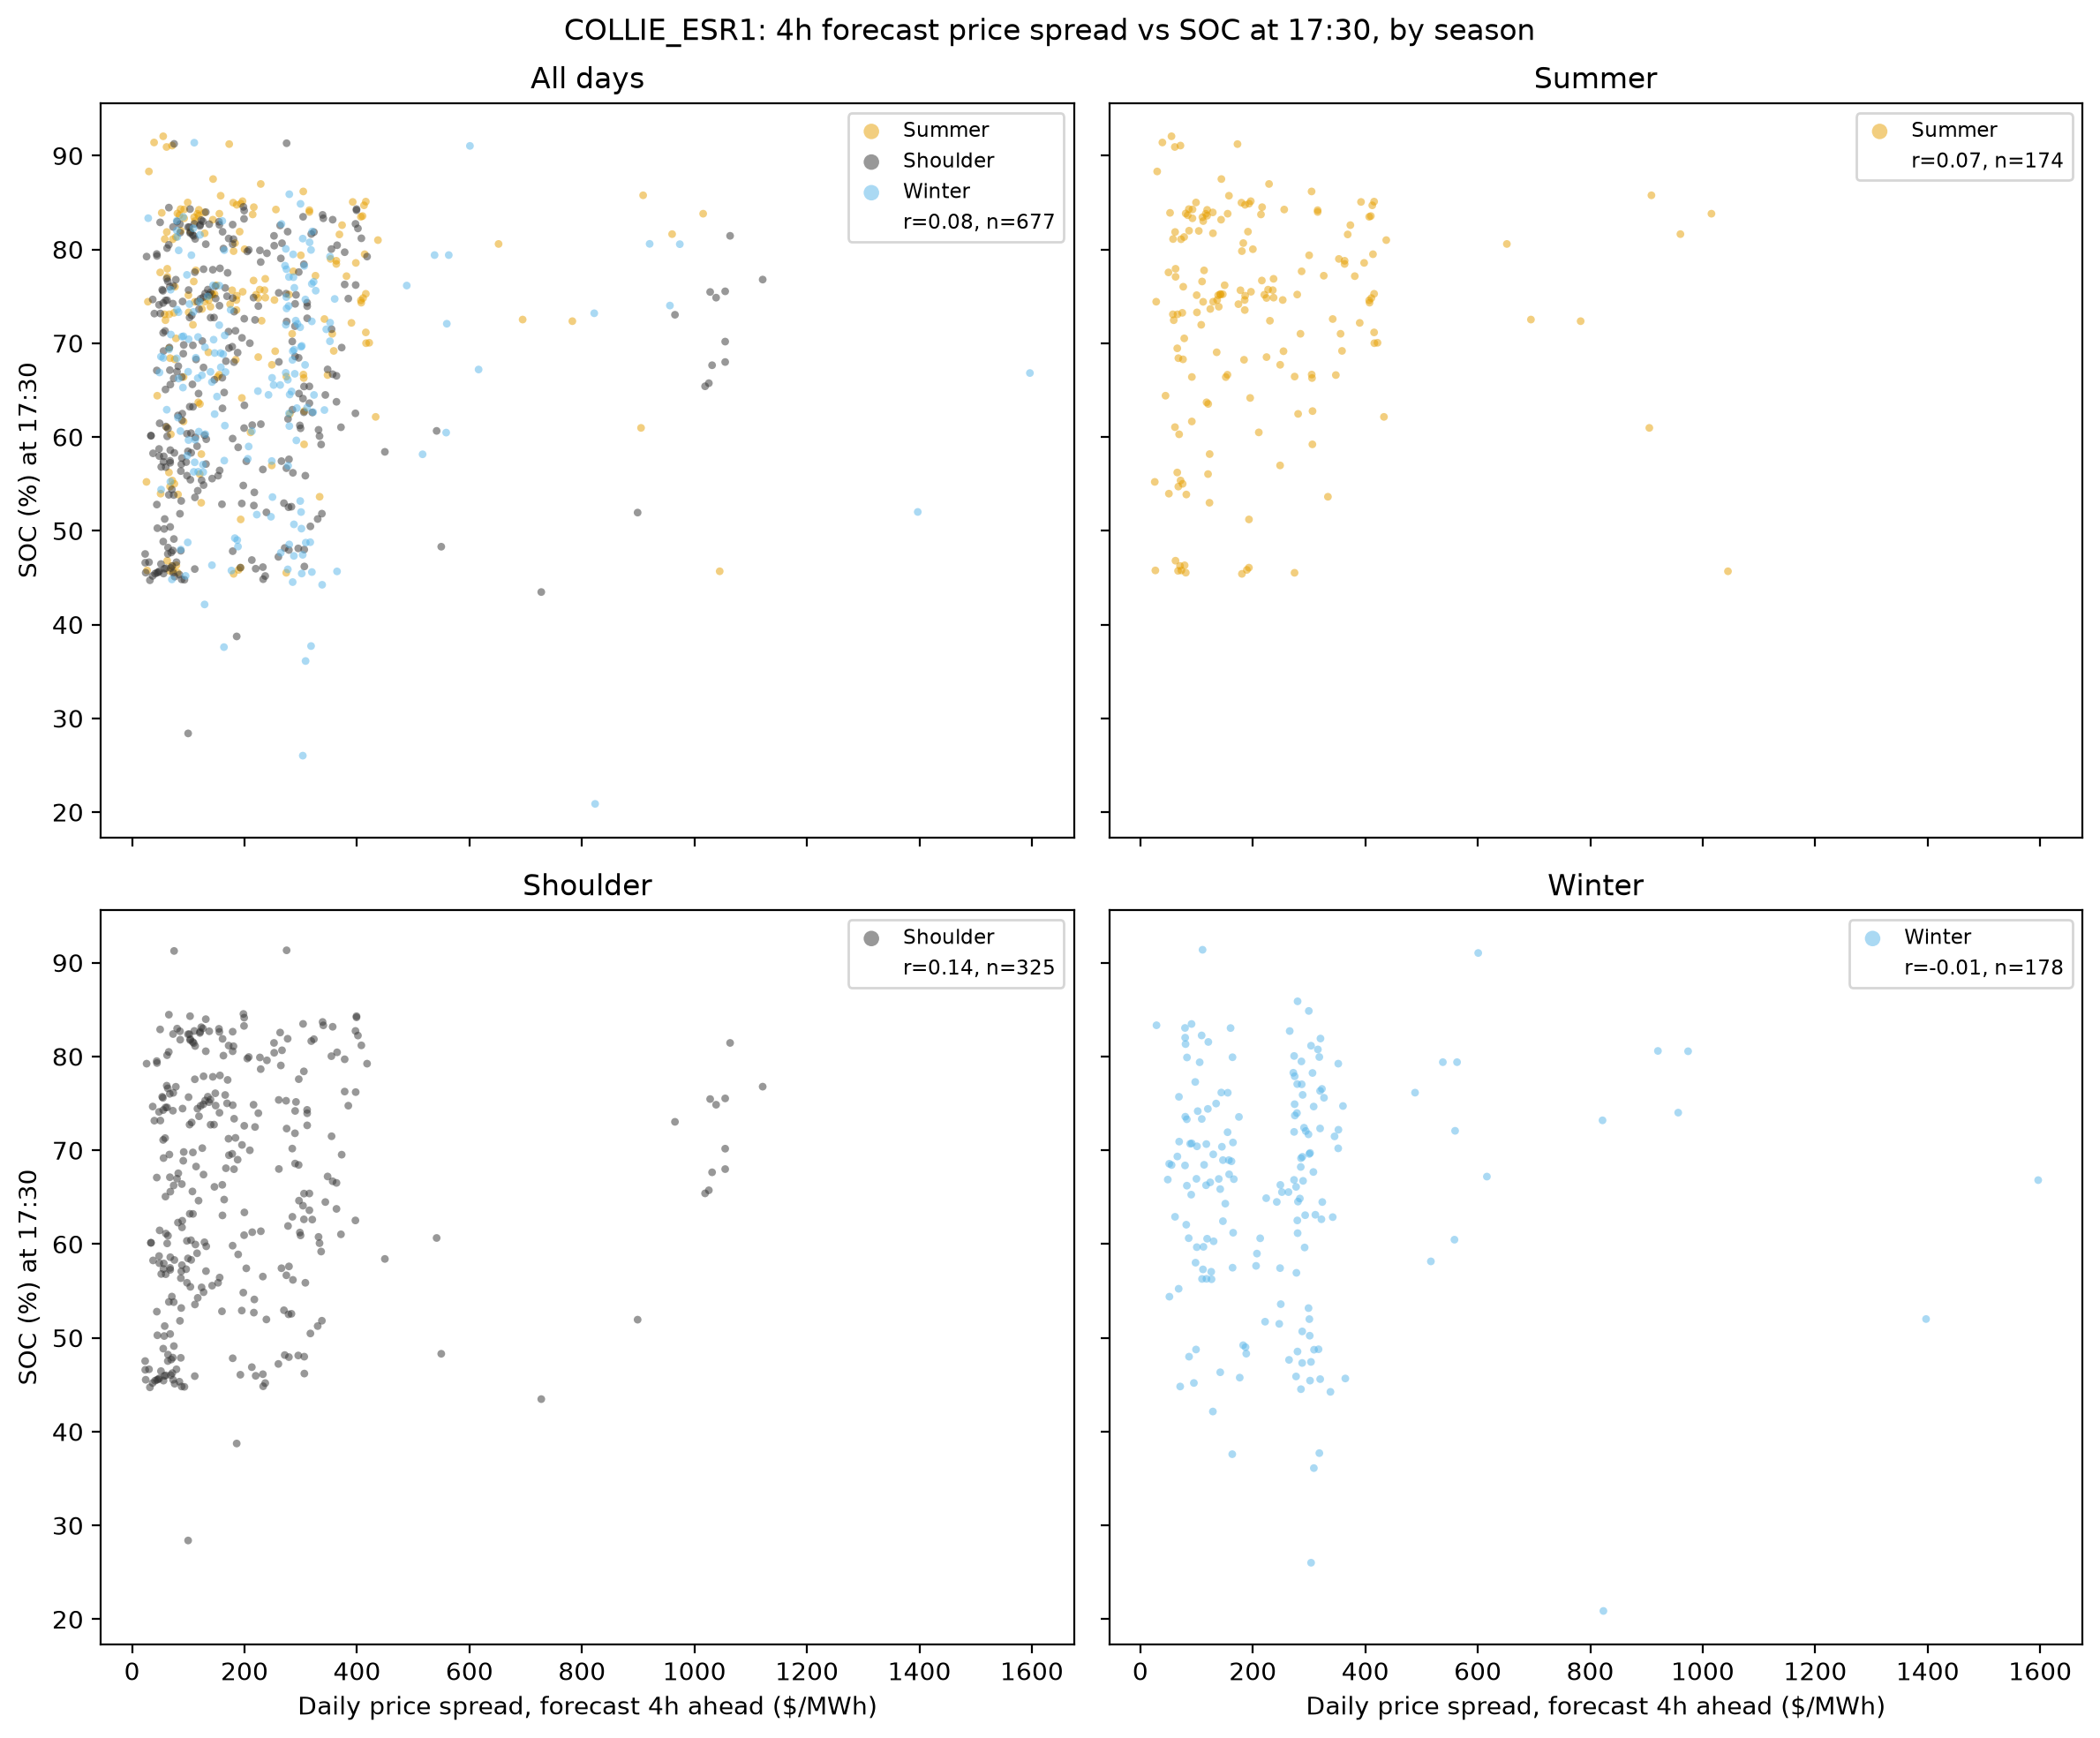 COLLIE_ESR1: 4h forecast price spread vs SOC at 17:30, by season
All days
SOC (%) at 17:30
90
80
70
60
50
40
30
20
Summer
Shoulder
Winter
r=0.08, n=677
Summer
Summer
r=0.07, n=174
Shoulder
SOC (%) at 17:30
90
80
70
60
50
40
30
20
Shoulder
r=0.14, n=325
0 200 400 600 800 1000 1200 1400 1600
Daily price spread, forecast 4h ahead ($/MWh)
Winter
Winter
r=-0.01, n=178
0 200 400 600 800 1000 1200 1400 1600
Daily price spread, forecast 4h ahead ($/MWh)